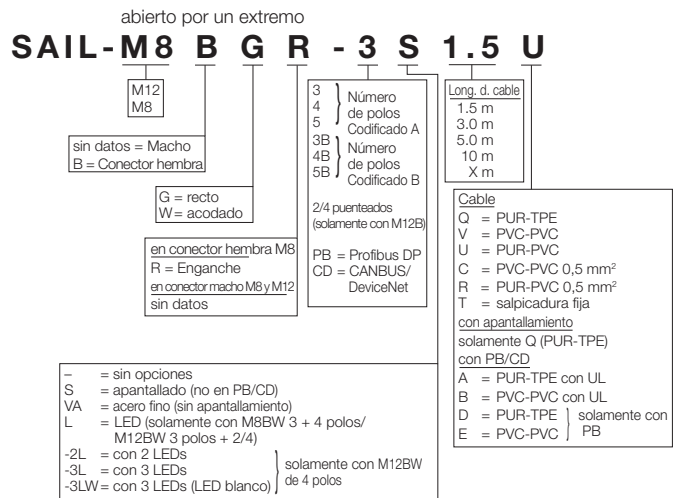 abierto por un extremo
SAIL-M8 B G R - 3 S 1.5 U
M12
M8
sin datos = Macho
B = Conector hembra
G = recto
W = acodado
en conector hembra M8
R = Enganche
en conector macho M8 y M12
sin datos
3
4
5
Número
de polos
Codificado A
3B
4B
5B
Número
de polos
Codificado B
2/4 puenteados
(solamente con M12B)
PB = Profibus DP
CD = CANBUS/
DeviceNet
Long. d. cable
1.5 m
3.0 m
5.0 m
10 m
X m
Cable
Q = PUR-TPE
V = PVC-PVC
U = PUR-PVC
C = PVC-PVC 0,5 mm²
R = PUR-PVC 0,5 mm²
T = salpicadura fija
con apantallamiento
solamente Q (PUR-TPE)
con PB/CD
A = PUR-TPE con UL
B = PVC-PVC con UL
D = PUR-TPE
E = PVC-PVC
solamente con
PB
– = sin opciones
S = apantallado (no en PB/CD)
VA = acero fino (sin apantallamiento)
L = LED (solamente con M8BW 3 + 4 polos/
M12BW 3 polos + 2/4)
-2L = con 2 LEDs
-3L = con 3 LEDs
-3LW = con 3 LEDs (LED blanco)
solamente con M12BW
de 4 polos